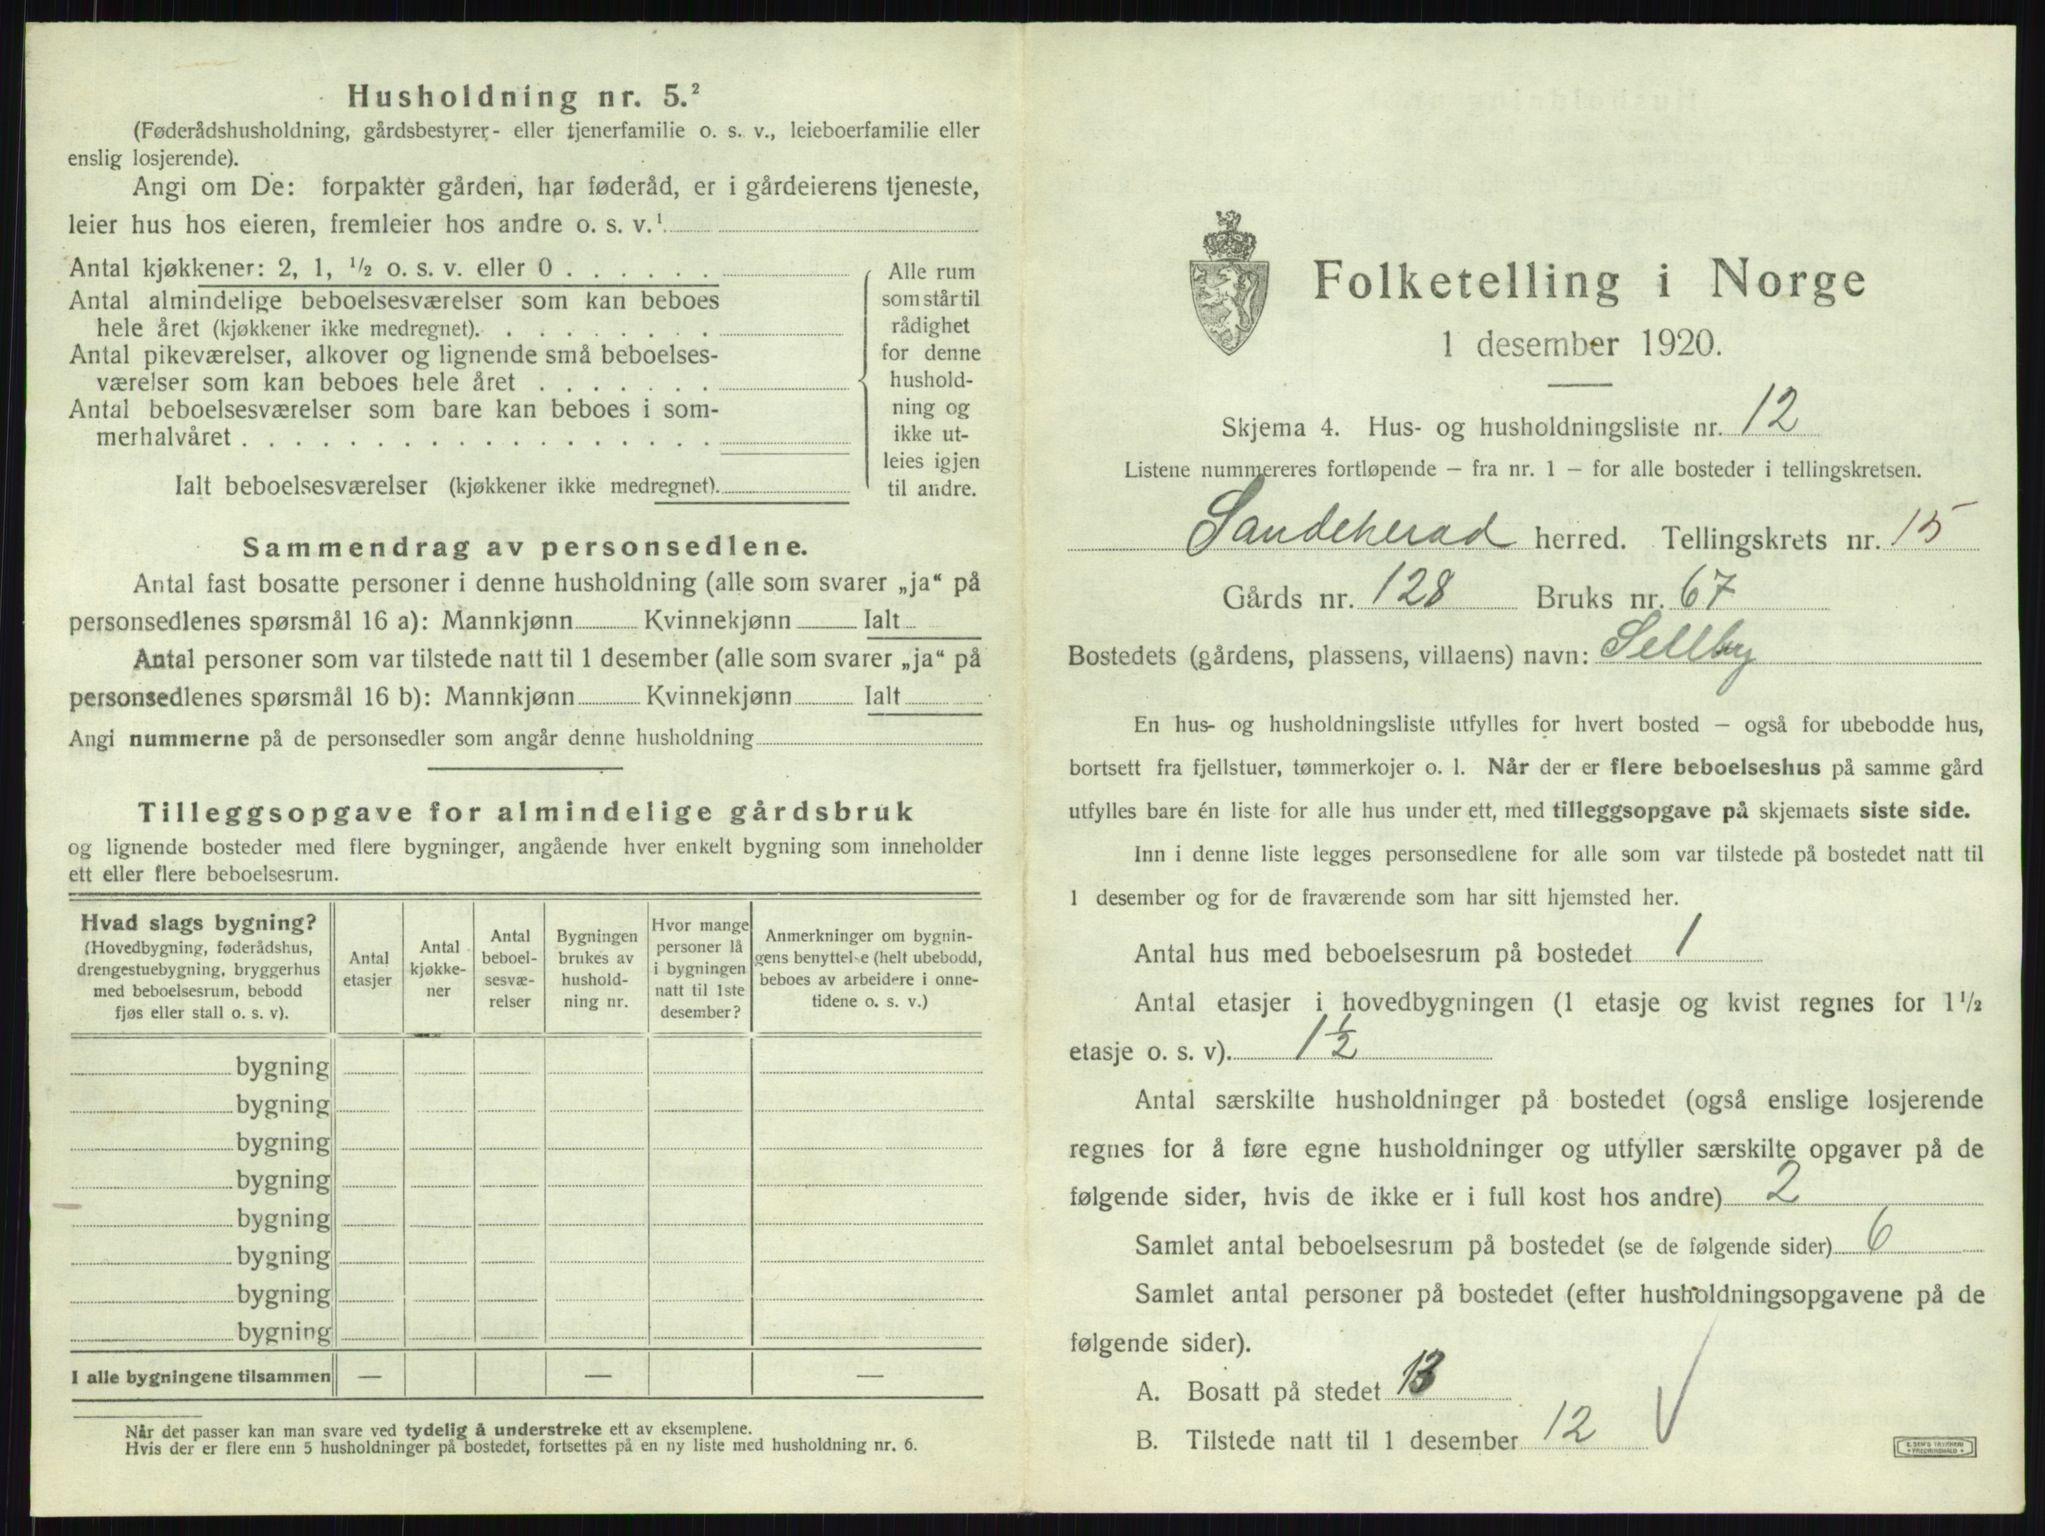 Husholdning nr. 5.²
(Føderådshusholdning, gårdsbestyrer- eller tjenerfamilie o. s. v., leieboerfamilie eller
enslig losjerende).
Angi om De: forpakter gården, har føderåd, er i gårdeierens tjeneste,
leier hus hos eieren, fremleier hos andre o. s. v.¹
Antal kjøkkener: 2, 1, ½ o. s. v. eller 0 . . . . . .
Antal almindelige beboelsesværelser som kan beboes
hele året (kjøkkener ikke medregnet). . . . . . . . .
Antal pikeværelser, alkover og lignende små beboelses-
værelser som kan beboes hele året . . . . . . .
Antal beboelsesværelser som bare kan beboes i som-
merhalvåret . . . . . . . . . . . . . . . . . .
Ialt beboelsesværelser (kjøkkener ikke medregnet).
Alle rum
som står til
rådighet
for denne
hushold-
ning og
ikke ut-
leies igjen
til andre.
Sammendrag av personsedlene.
Antal fast bosatte personer i denne husholdning (alle som svarer „ja“ på
personsedlenes spørsmål 16 a): Mannkjønn Kvinnekjønn Ialt
Antal personer som var tilstede natt til 1 desember (alle som svarer „ja“ på
personsedlenes spørsmål 16 b): Mannkjønn Kvinnekjønn Ialt
Angi nummerne på de personsedler som angår denne husholdning
Tilleggsopgave for almindelige gårdsbruk
og lignende bosteder med flere bygninger, angående hver enkelt bygning som inneholder
ett eller flere beboelsesrum.
Hvad slags bygning?
(Hovedbygning, føderådshus,
drengestuebygning, bryggerhus
med beboelsesrum, bebodd
fjøs eller stall o. s. v).
Antal
etasjer
Antal
kjøkke-
ner
Antal
beboel-
sesvæ-
relser
Bygningen
brukes av
hushold-
ning nr.
Hvor mange
personer lå
i bygningen
natt til 1ste
desember?
Anmerkninger om bygnin-
gens benyttelse (helt ubebodd,
beboes av arbeidere i onne-
tidene o. s. v.)
bygning
bygning
bygning
bygning
bygning
bygning
bygning
bygning
I alle bygningene tilsammen — — —
Når det passer kan man svare ved tydelig å understreke ett av eksemplene.
Hvis der er flere enn 5 husholdninger på bostedet, fortsettes på en ny liste med husholdning nr. 6.
Folketelling i Norge
1 desember 1920.
Skjema 4. Hus- og husholdningsliste nr. 12
Listene nummereres fortløpende – fra nr. 1 – for alle bosteder i tellingskretsen.
Sandeherad herred. Tellingskrets nr. 15
Gårds nr. 128 Bruks nr. 67
Bostedets (gårdens, plassens, villaens) navn: Sellby
En hus- og husholdningsliste utfylles for hvert bosted – også for ubebodde hus,
bortsett fra fjellstuer, tømmerkojer o. l. Når der er flere beboelseshus på samme gård
utfylles bare én liste for alle hus under ett, med tilleggsopgave på skjemaets siste side.
Inn i denne liste legges personsedlene for alle som var tilstede på bostedet natt til
1 desember og for de fraværende som har sitt hjemsted her.
Antal hus med beboelsesrum på bostedet 1
Antal etasjer i hovedbygningen (1 etasje og kvist regnes for 1½
etasje o. s. v). 1½
Antal særskilte husholdninger på bostedet (også enslige losjerende
regnes for å føre egne husholdninger og utfyller særskilte opgaver på de
følgende sider, hvis de ikke er i full kost hos andre) 2
Samlet antal beboelsesrum på bostedet (se de følgende sider) 6
Samlet antal personer på bostedet (efter husholdningsopgavene på de
følgende sider).
A. Bosatt på stedet 13
B. Tilstede natt til 1 desember 12